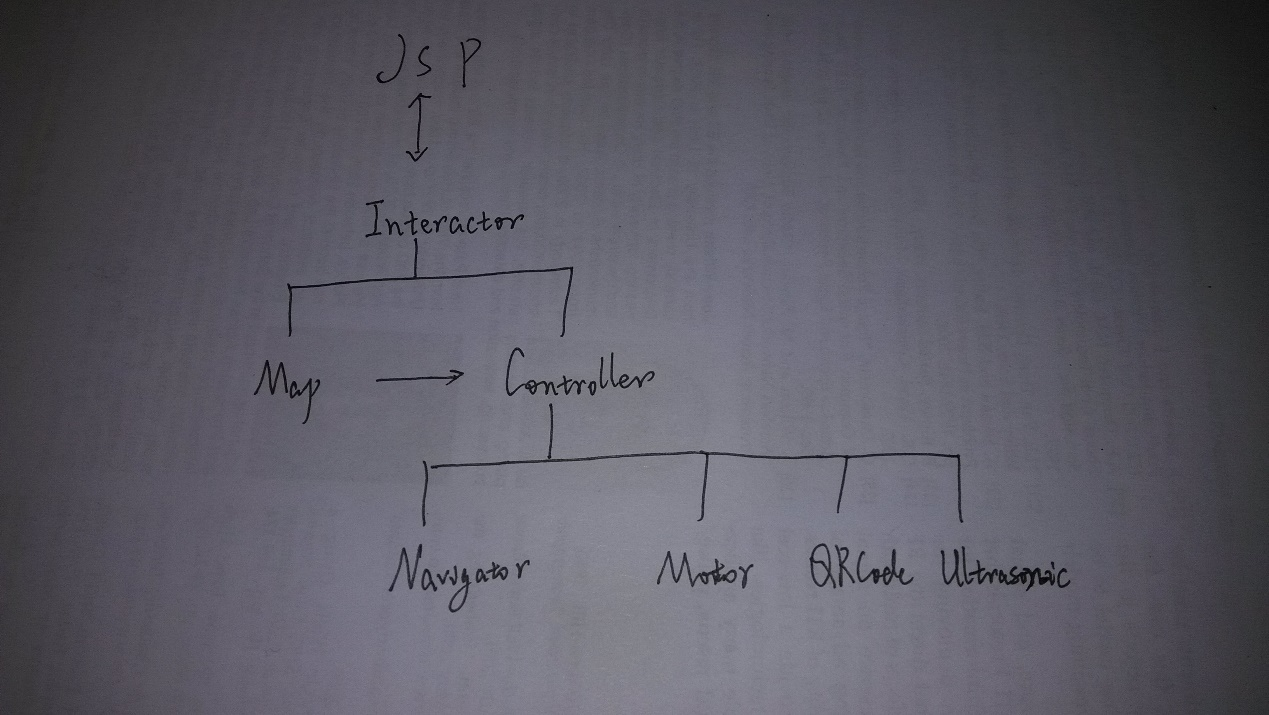 JSP
Interactor
Map Controller
Navigator Motor QRCode Ultrasonic